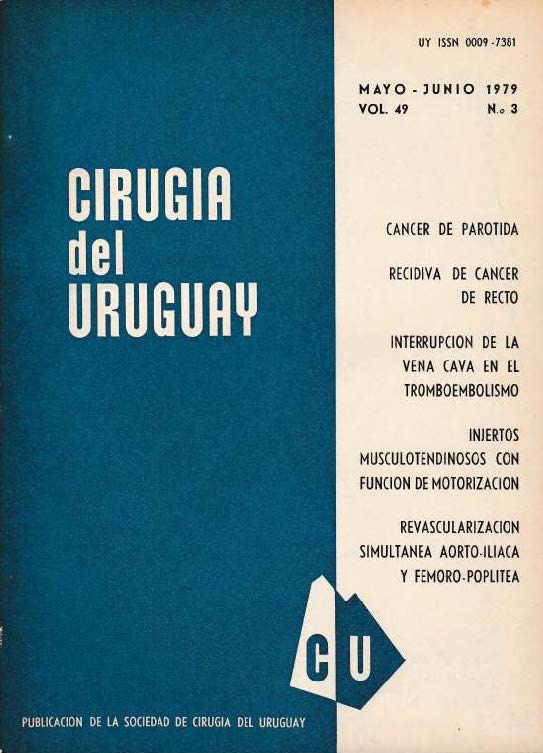 UY ISSN 0009-7381
MAYO - JUNIO 1979
VOL. 49 N.o 3
CIRUGIA
del
URUGUAY
CANCER DE PAROTIDA
RECIDIVA DE CANCER
DE RECTO
INTERRUPCION DE LA
VENA CAVA EN EL
TROMBOEMBOLISMO
INJERTOS
MUSCULOTENDINOSOS CON
FUNCION DE MOTORIZACION
REVASCULARIZACION
SIMULTANEA AORTO-ILIACA
Y FEMORO-POPLITEA
CU
PUBLICACION DE LA SOCIEDAD DE CIRUGIA DEL URUGUAY